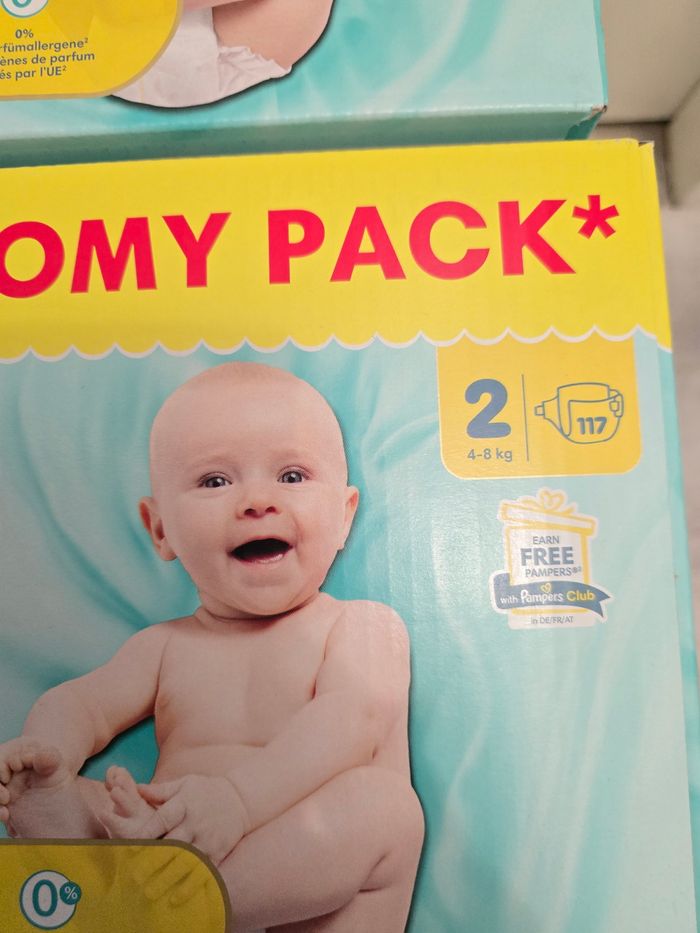 0%
rfümallergene²
ènes de parfum
és par l'UE²
OMY PACK*
2
4-8 kg
117
EARN
FREE
PAMPERS®²
with Pampers Club
in DE/FR/AT
0%